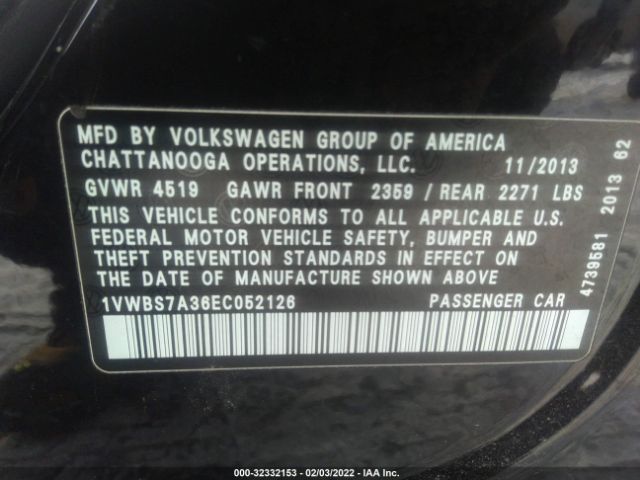 MFD BY VOLKSWAGEN GROUP OF AMERICA
CHATTANOOGA OPERATIONS, LLC. 11/2013
GVWR 4519 GAWR FRONT 2359 / REAR 2271 LBS
THIS VEHICLE CONFORMS TO ALL APPLICABLE U.S.
FEDERAL MOTOR VEHICLE SAFETY, BUMPER AND
THEFT PREVENTION STANDARDS IN EFFECT ON
THE DATE OF MANUFACTURE SHOWN ABOVE
1VWBS7A36EC052126 PASSENGER CAR
4739581 2013 62
000-32332153 - 02/03/2022 - IAA Inc.